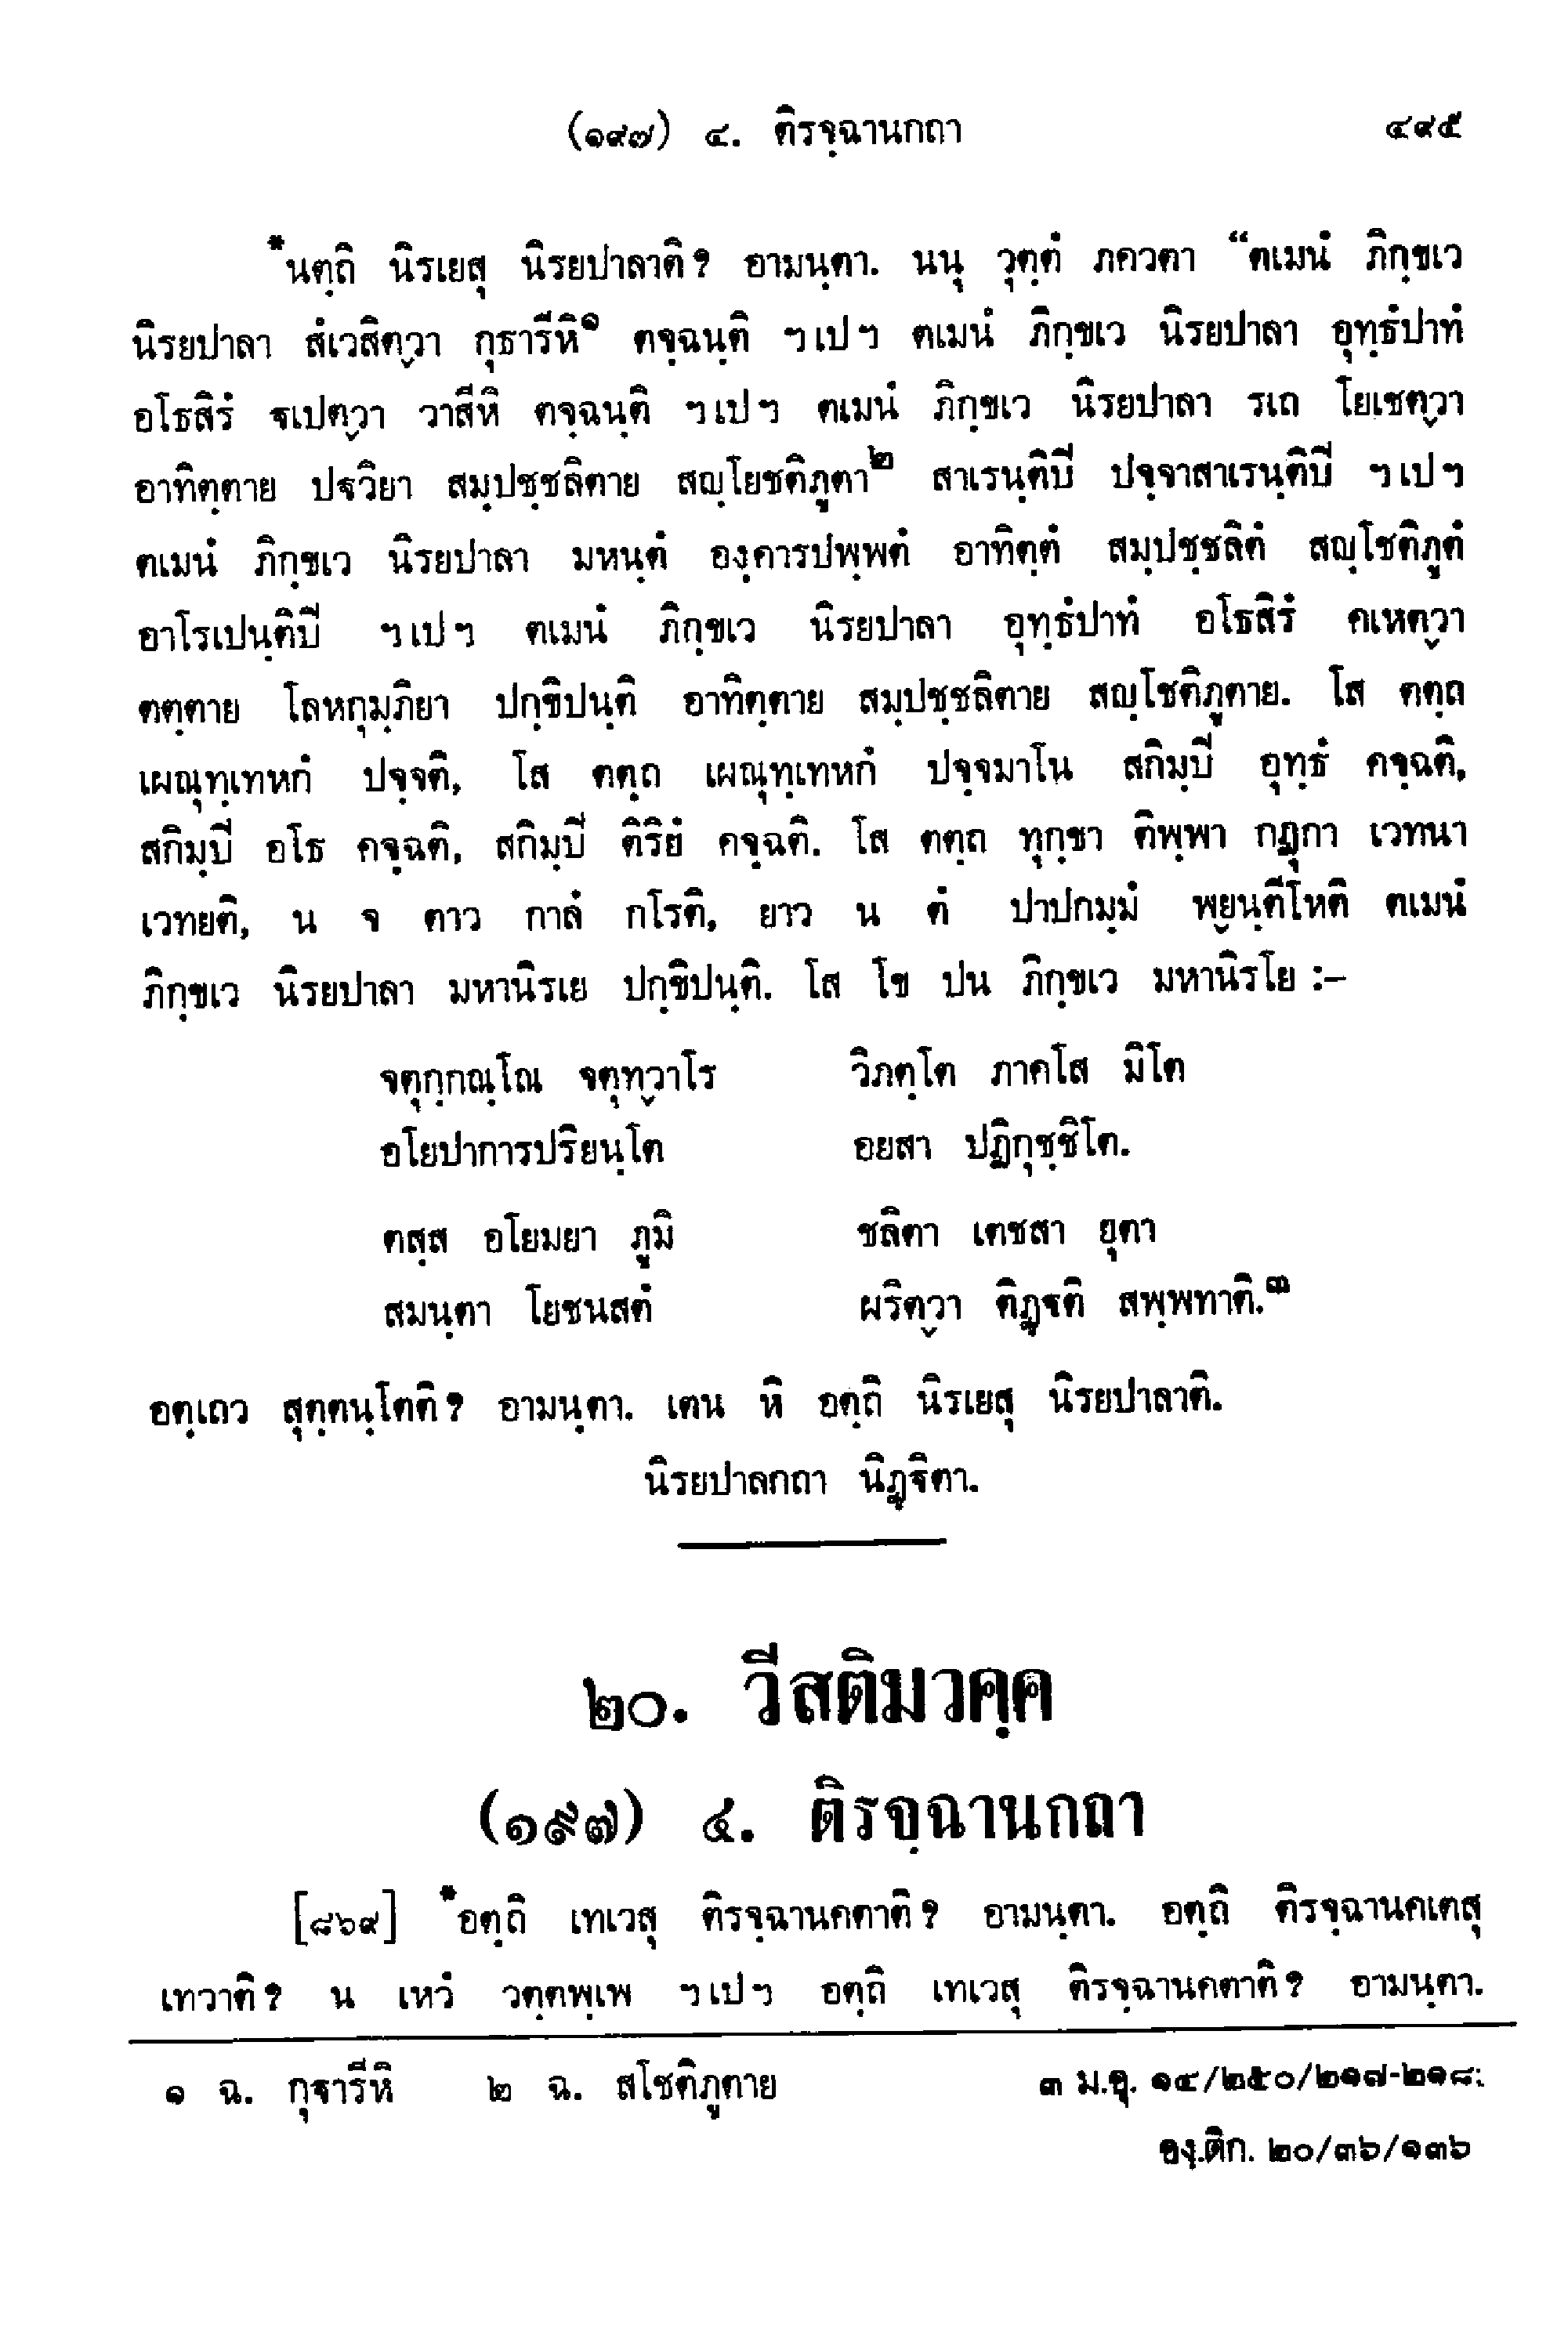 (๑๙๗) ๔. ติรจฺฉานกถา ๔๙๕
*นตฺถิ นิรเยสุ นิรยปาลาติ? อามนฺตา. นนุ วุตฺตํ ภควตา “ตเมนํ ภิกฺขเว
นิรยปาลา สํเวสิตฺวา กุธารีหิ๑ ตจฺฉนฺติ ฯเปฯ ตเมนํ ภิกฺขเว นิรยปาลา อุทฺธํปาทํ
อโธสิรํ ฐเปตฺวา วาสีหิ ตจฺฉนฺติ ฯเปฯ ตเมนํ ภิกฺขเว นิรยปาลา รเถ โยเชตฺวา
อาทิตฺตาย ปฐวิยา สมฺปชฺชลิตาย สญฺโยชติภูตา๒ สาเรนฺติปิ ปจฺจาสาเรนฺติปิ ฯเปฯ
ตเมนํ ภิกฺขเว นิรยปาลา มหนฺตํ องฺคารปพฺพตํ อาทิตฺตํ สมฺปชฺชลิตํ สญฺโชติภูตํ
อาโรเปนฺติปิ ฯเปฯ ตเมนํ ภิกฺขเว นิรยปาลา อุทฺธํปาทํ อโธสิรํ คเหตฺวา
ตตฺตาย โลหกุมฺภิยา ปกฺขิปนฺติ อาทิตฺตาย สมฺปชฺชลิตาย สญฺโชติภูตาย. โส ตตฺถ
เผณุทฺเทหกํ ปจฺจติ, โส ตตฺถ เผณุทฺเทหกํ ปจฺจมาโน สกิมฺปิ อุทฺธํ คจฺฉติ,
สกิมฺปิ อโธ คจฺฉติ, สกิมฺปิ ติริยํ คจฺฉติ. โส ตตฺถ ทุกฺขา ติพฺพา กฏุกา เวทนา
เวทยติ, น จ ตาว กาลํ กโรติ, ยาว น ตํ ปาปกมฺมํ พฺยนฺตีโหติ ตเมนํ
ภิกฺขเว นิรยปาลา มหานิรเย ปกฺขิปนฺติ. โส โข ปน ภิกฺขเว มหานิรโย :–
จตุกฺกณฺโณ จตุทฺวาโร วิภตฺโต ภาคโส มิโต
อโยปาการปริยนฺโต อยสา ปฏิกุชฺชิโต.
ตสฺส อโยมยา ภูมิ ชลิตา เตชสา ยุตา
สมนฺตา โยชนสตํ ผริตฺวา ติฏฺฐติ สพฺพทาติ.๓
อตฺเถว สุตฺตนฺโตติ? อามนฺตา. เตน หิ อตฺถิ นิรเยสุ นิรยปาลาติ.
นิรยปาลกถา นิฏฺฐิตา.
๒๐. วีสติมวคฺค
(๑๙๗) ๔. ติรจฺฉานกถา
[๘๖๙] *อตฺถิ เทเวสุ ติรจฺฉานคตาติ? อามนฺตา. อตฺถิ ติรจฺฉานคเตสุ
เทวาติ? น เหวํ วตฺตพฺเพ ฯเปฯ อตฺถิ เทเวสุ ติรจฺฉานคตาติ? อามนฺตา.
๑ ฉ. กุฐารีหิ ๒ ฉ. สโชติภูตาย ๓ ม.อุ. ๑๔/๒๕๐/๒๑๗-๒๑๘;
องฺ.ติก. ๒๐/๓๖/๑๓๖